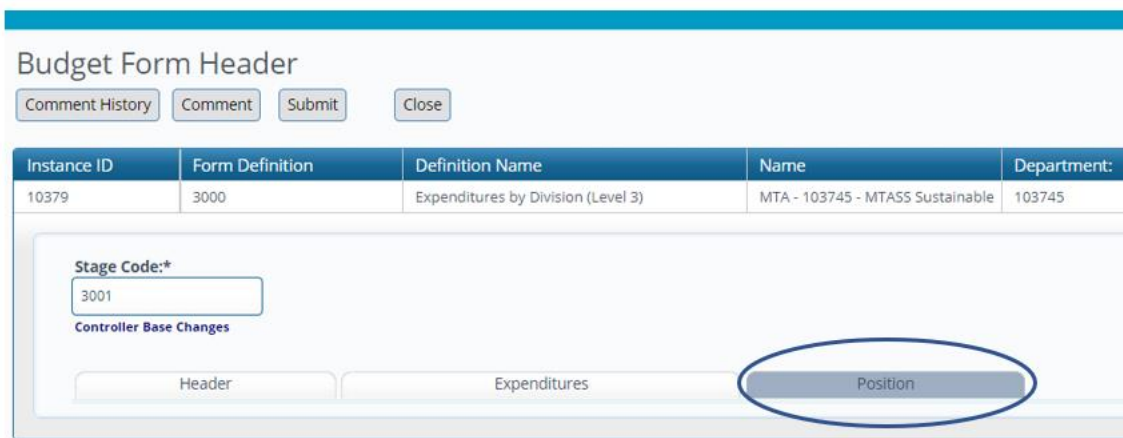 Budget Form Header
Comment History Comment Submit Close
Instance ID Form Definition Definition Name Name Department:
10379 3000 Expenditures by Division (Level 3) MTA - 103745 - MTASS Sustainable 103745
Stage Code:*
3001
Controller Base Changes
Header Expenditures Position